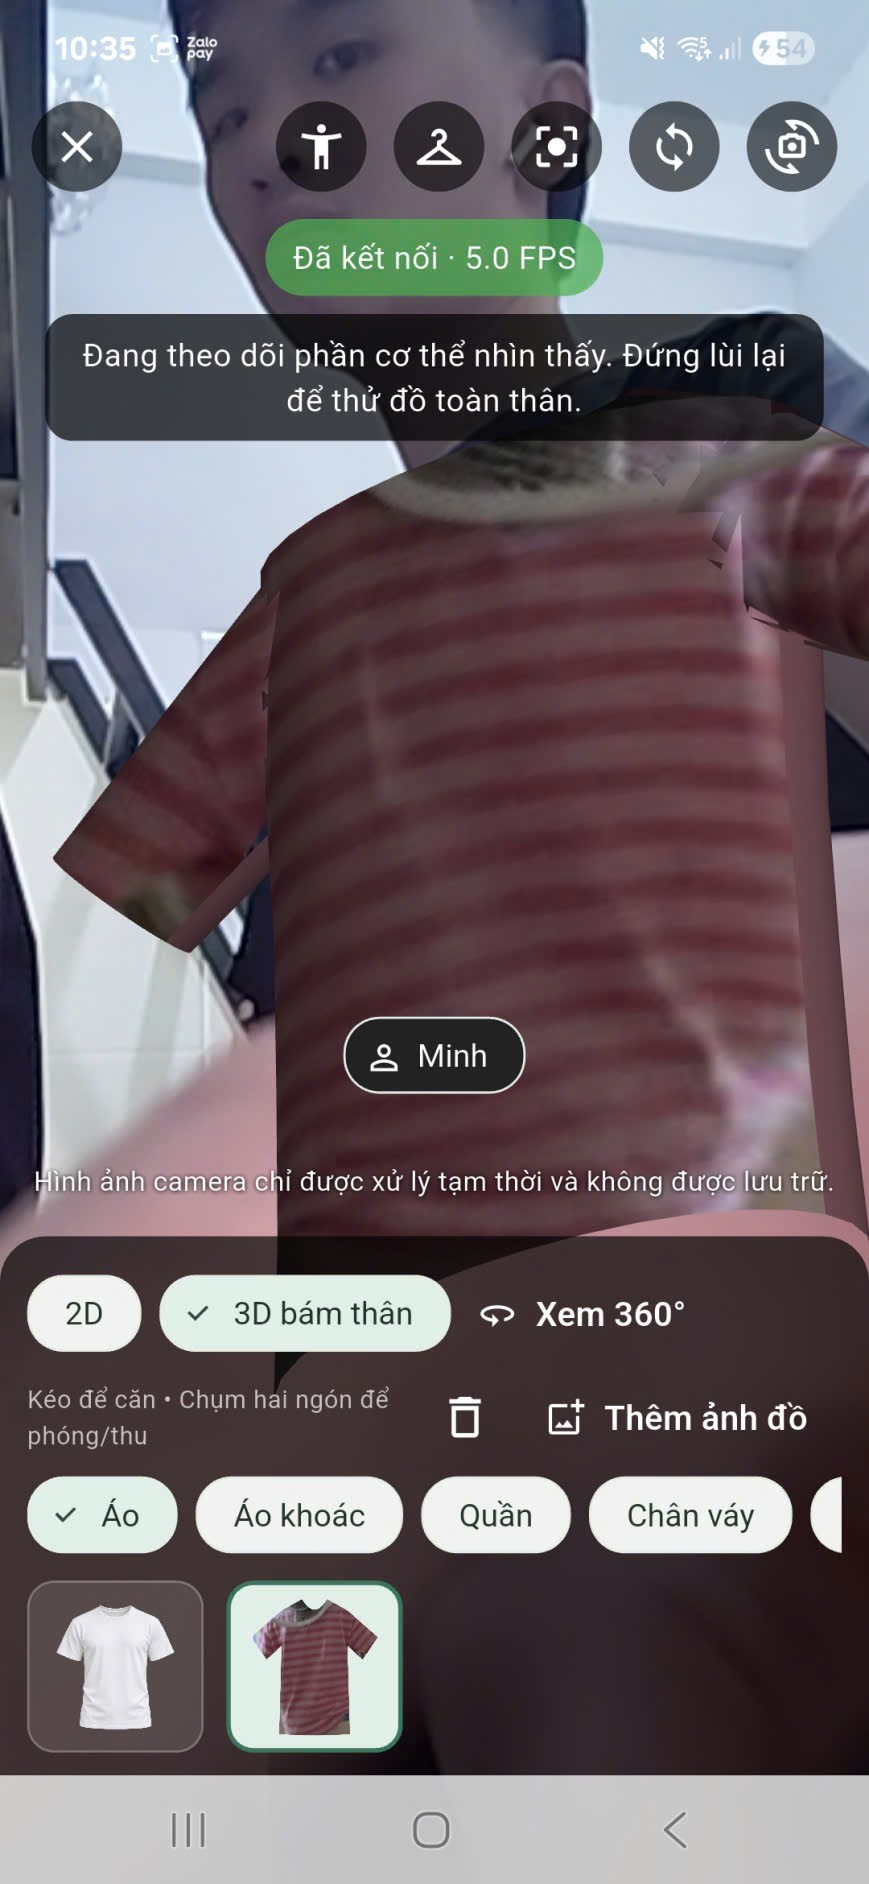 10:35 Zalo pay 5 54
Đã kết nối · 5.0 FPS
Đang theo dõi phần cơ thể nhìn thấy. Đứng lùi lại
để thử đồ toàn thân.
Minh
Hình ảnh camera chỉ được xử lý tạm thời và không được lưu trữ.
2D
3D bám thân
Xem 360°
Kéo để căn • Chụm hai ngón để
phóng/thu
Thêm ảnh đồ
Áo
Áo khoác
Quần
Chân váy